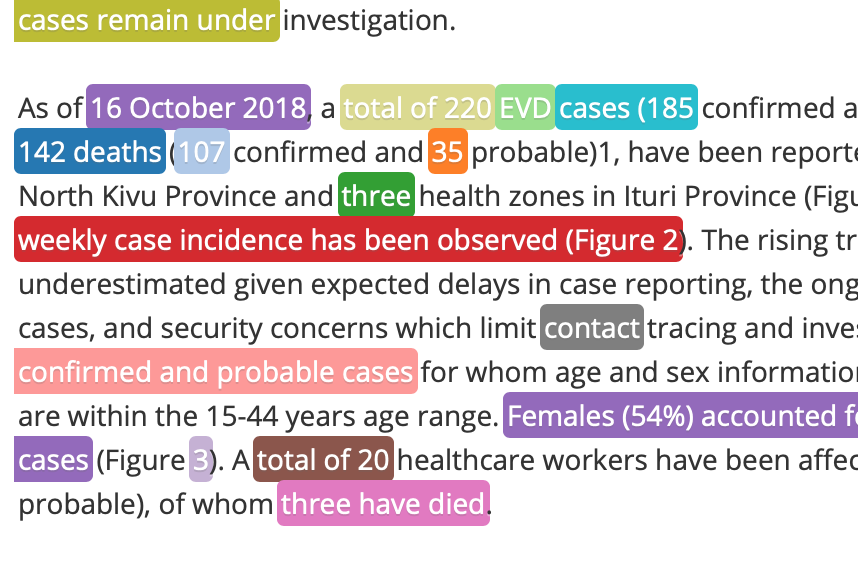 cases remain under investigation.
As of 16 October 2018, a total of 220 EVD cases (185 confirmed a
142 deaths (107 confirmed and 35 probable)1, have been reporte
North Kivu Province and three health zones in Ituri Province (Figu
weekly case incidence has been observed (Figure 2). The rising tr
underestimated given expected delays in case reporting, the ong
cases, and security concerns which limit contact tracing and inves
confirmed and probable cases for whom age and sex information
are within the 15-44 years age range. Females (54%) accounted fo
cases (Figure 3). A total of 20 healthcare workers have been affec
probable), of whom three have died.